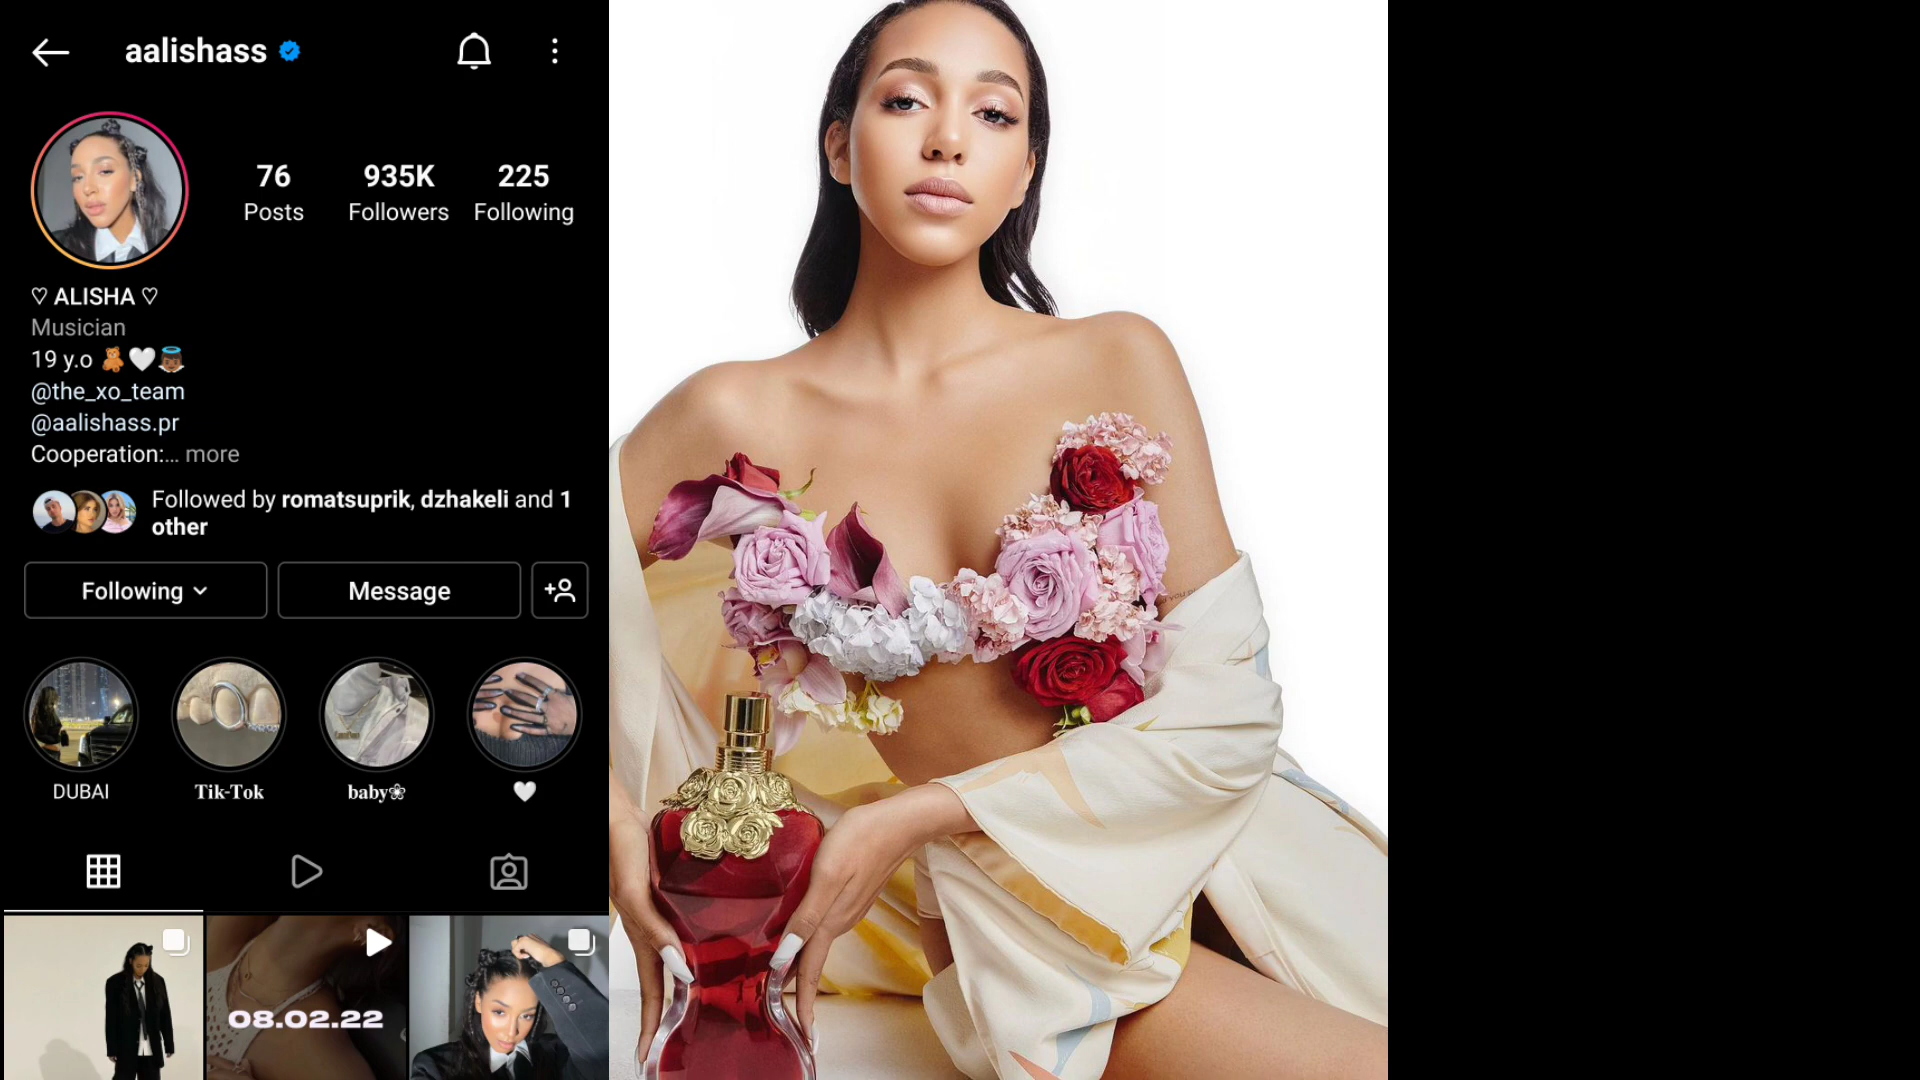 aalishass
76 935K 225
Posts Followers Following
♡ ALISHA ♡
Musician
19 y.o 🧸🤍👼🏾
@the_xo_team
@aalishass.pr
Cooperation:... more
Followed by romatsuprik, dzhakeli and 1
other
Following
Message
DUBAI
Tik-Tok
baby❀
🤍
08.02.22